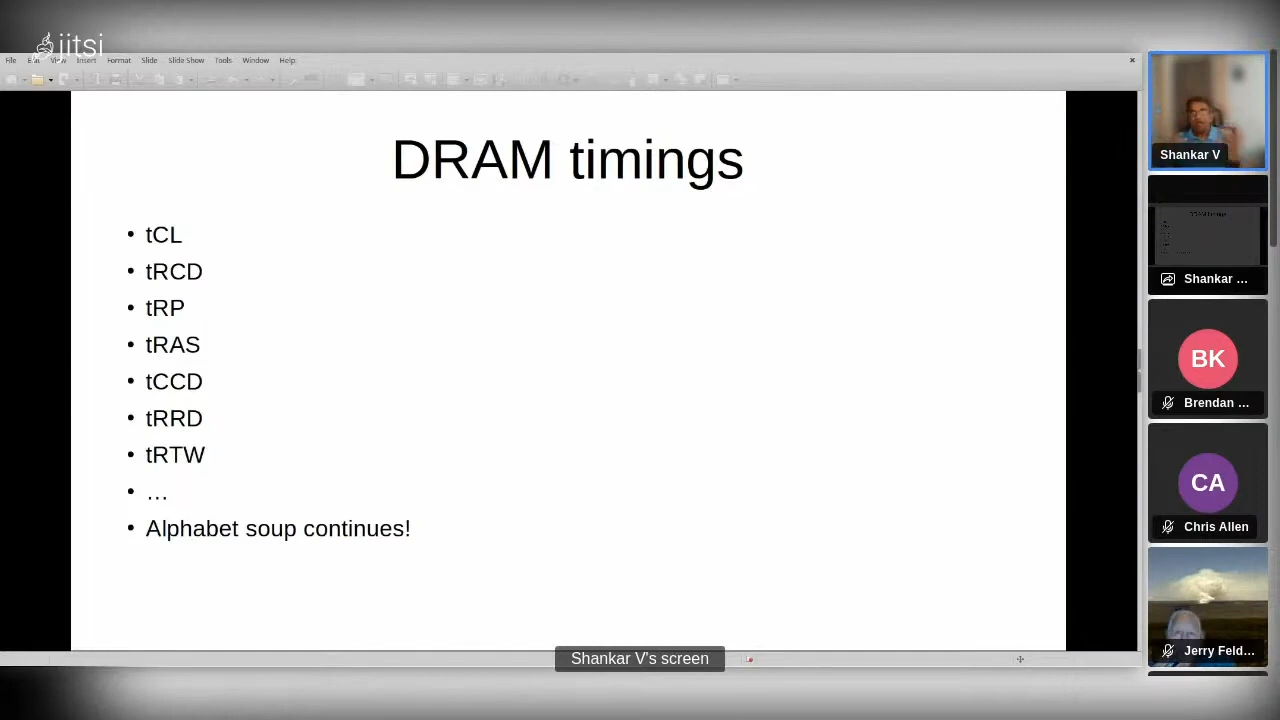 jitsi
File Edit View Insert Format Slide Slide Show Tools Window Help
DRAM timings
• tCL
• tRCD
• tRP
• tRAS
• tCCD
• tRRD
• tRTW
• …
• Alphabet soup continues!
Shankar V's screen
Shankar V
Shankar ...
BK
Brendan ...
CA
Chris Allen
Jerry Feld...